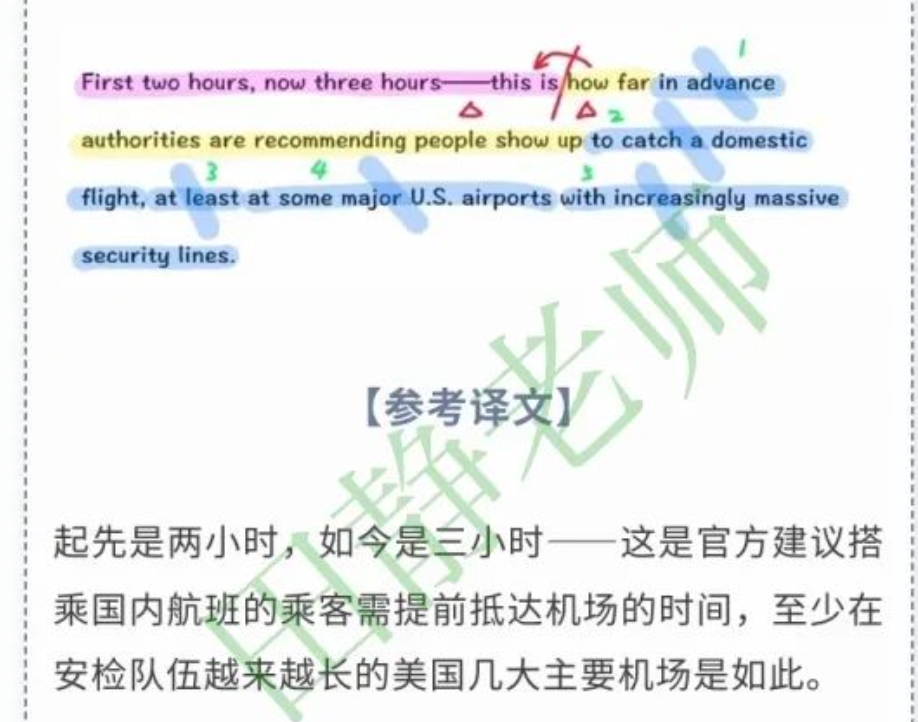 1
First two hours, now three hours——this is how far in advance
2
authorities are recommending people show up to catch a domestic
3 4 3
flight, at least at some major U.S. airports with increasingly massive
security lines.
【参考译文】
起先是两小时，如今是三小时——这是官方建议搭
乘国内航班的乘客需提前抵达机场的时间，至少在
安检队伍越来越长的美国几大主要机场是如此。
田静老师